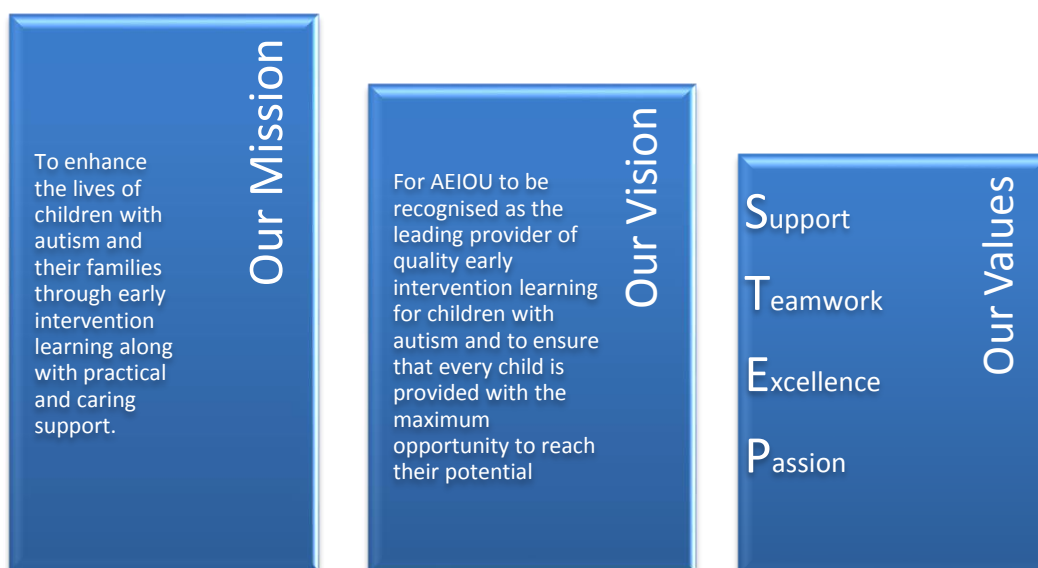 Our Mission
To enhance
the lives of
children with
autism and
their families
through early
intervention
learning along
with practical
and caring
support.
Our Vision
For AEIOU to be
recognised as the
leading provider of
quality early
intervention learning
for children with
autism and to ensure
that every child is
provided with the
maximum
opportunity to reach
their potential
Our Values
Support
Teamwork
Excellence
Passion